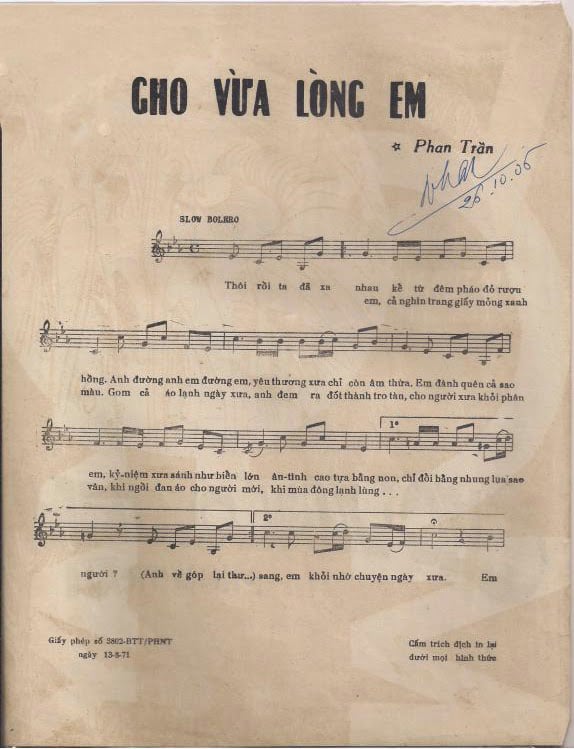 CHO VỪA LÒNG EM
☆ Phan Trần
26.10.06
SLOW BOLERO
Thôi rồi ta đã xa nhau kể từ đêm pháo đỏ rượu
em, cả nghìn trang giấy mỏng xanh
hồng. Anh đường anh em đường em, yêu thương xưa chỉ còn âm thừa. Em đành quên cả sao
màu. Gom cả áo lạnh ngày xưa, anh đem ra đốt thành tro tàn, cho người xưa khỏi phân
1º
em, kỷ-niệm xưa sánh như biển lớn ân-tình cao tựa bằng non, chỉ đổi bằng nhung lụa sao
vân, khi ngồi đan áo cho người mới, khi mùa đông lạnh lùng . . .
2º
người ? (Anh về góp lại thư...) sang, em khỏi nhờ chuyện ngày xưa. Em
Giấy phép số 3862-BTT/PHNT
ngày 13-8-71
Cấm trích dịch in lại
dưới mọi hình thức